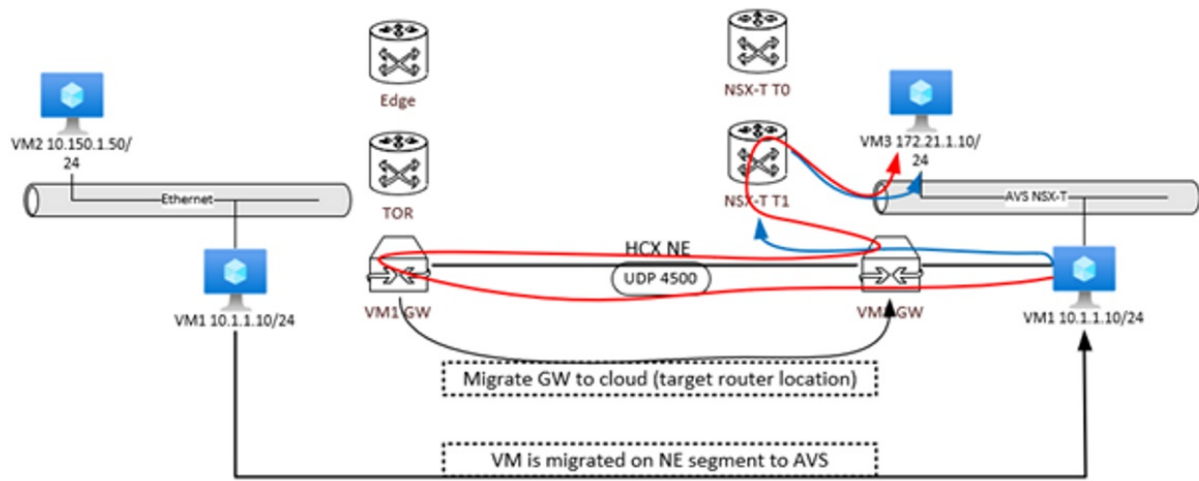 Edge
NSX-T T0
VM2 10.150.1.50/
24
VM3 172.21.1.10/
24
Ethernet
TOR
NSX-T T1
AVS NSX-T
HCX NE
UDP 4500
VM1 GW
GW
VM1 10.1.1.10/24
VM1 10.1.1.10/24
Migrate GW to cloud (target router location)
VM is migrated on NE segment to AVS